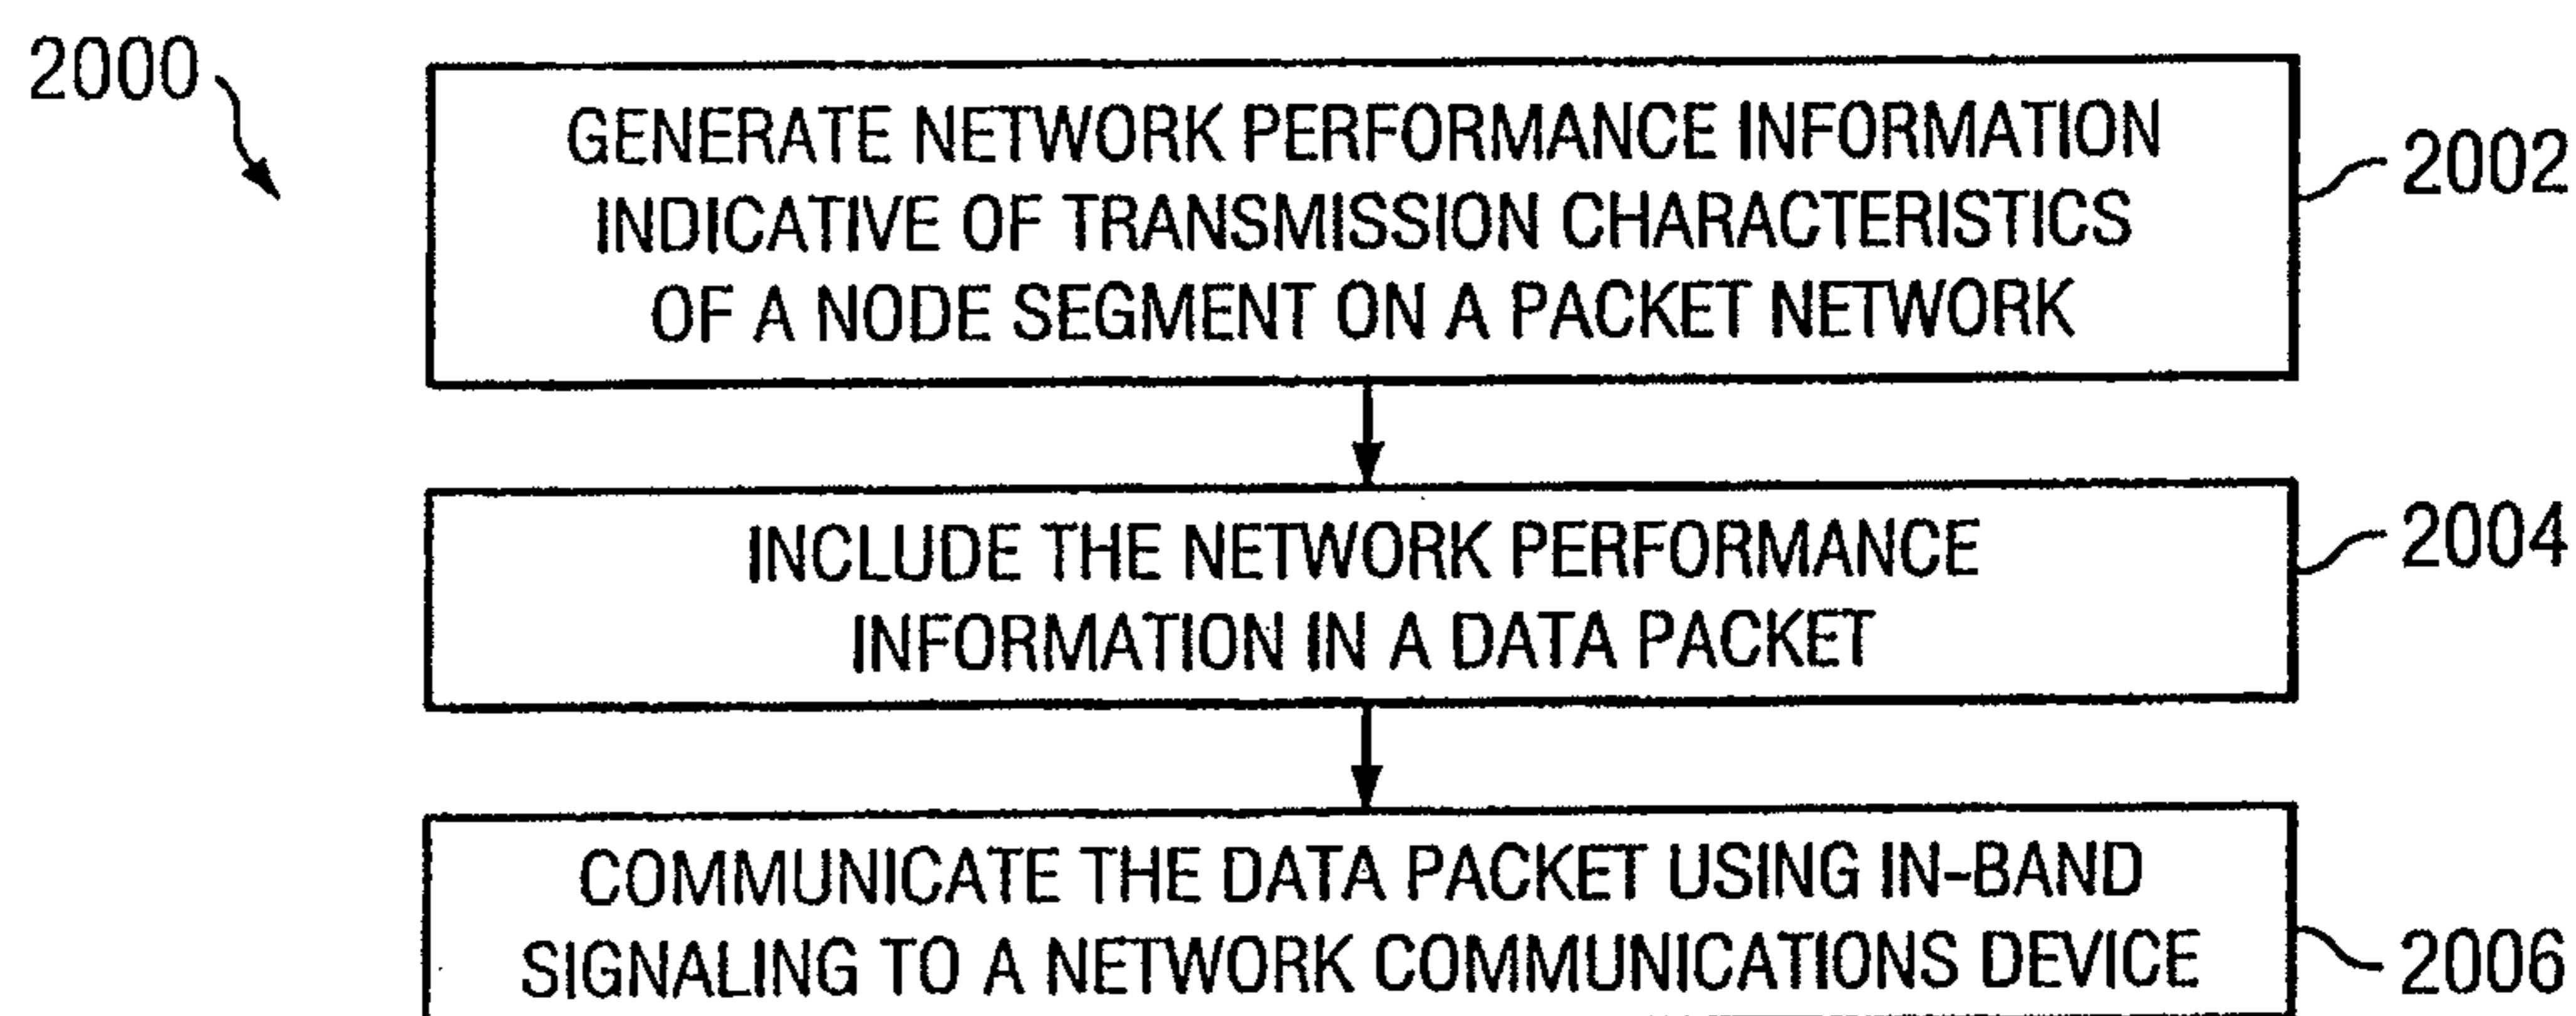 2000
GENERATE NETWORK PERFORMANCE INFORMATION
INDICATIVE OF TRANSMISSION CHARACTERISTICS
OF A NODE SEGMENT ON A PACKET NETWORK
2002
INCLUDE THE NETWORK PERFORMANCE
INFORMATION IN A DATA PACKET
2004
COMMUNICATE THE DATA PACKET USING IN-BAND
SIGNALING TO A NETWORK COMMUNICATIONS DEVICE
2006